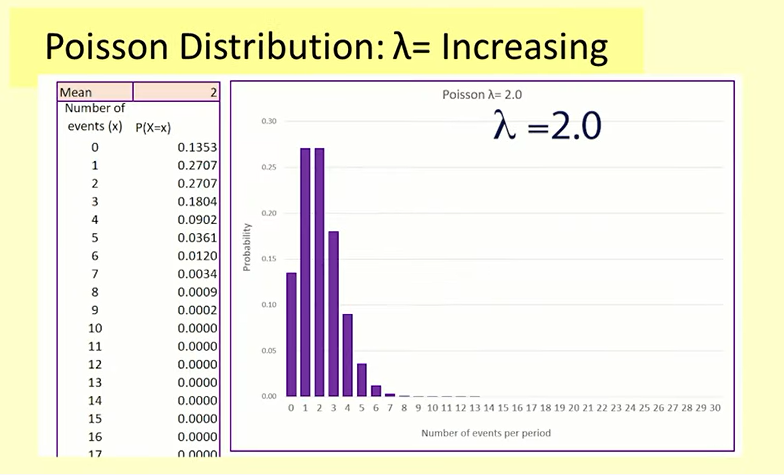 Poisson Distribution: λ= Increasing
Mean 2
Number of
events (x) P(X=x)
0 0.1353
1 0.2707
2 0.2707
3 0.1804
4 0.0902
5 0.0361
6 0.0120
7 0.0034
8 0.0009
9 0.0002
10 0.0000
11 0.0000
12 0.0000
13 0.0000
14 0.0000
15 0.0000
16 0.0000
17 0.0000
Poisson λ= 2.0
λ =2.0
Probability
0.30
0.25
0.20
0.15
0.10
0.05
0.00
0 1 2 3 4 5 6 7 8 9 10 11 12 13 14 15 16 17 18 19 20 21 22 23 24 25 26 27 28 29 30
Number of events per period